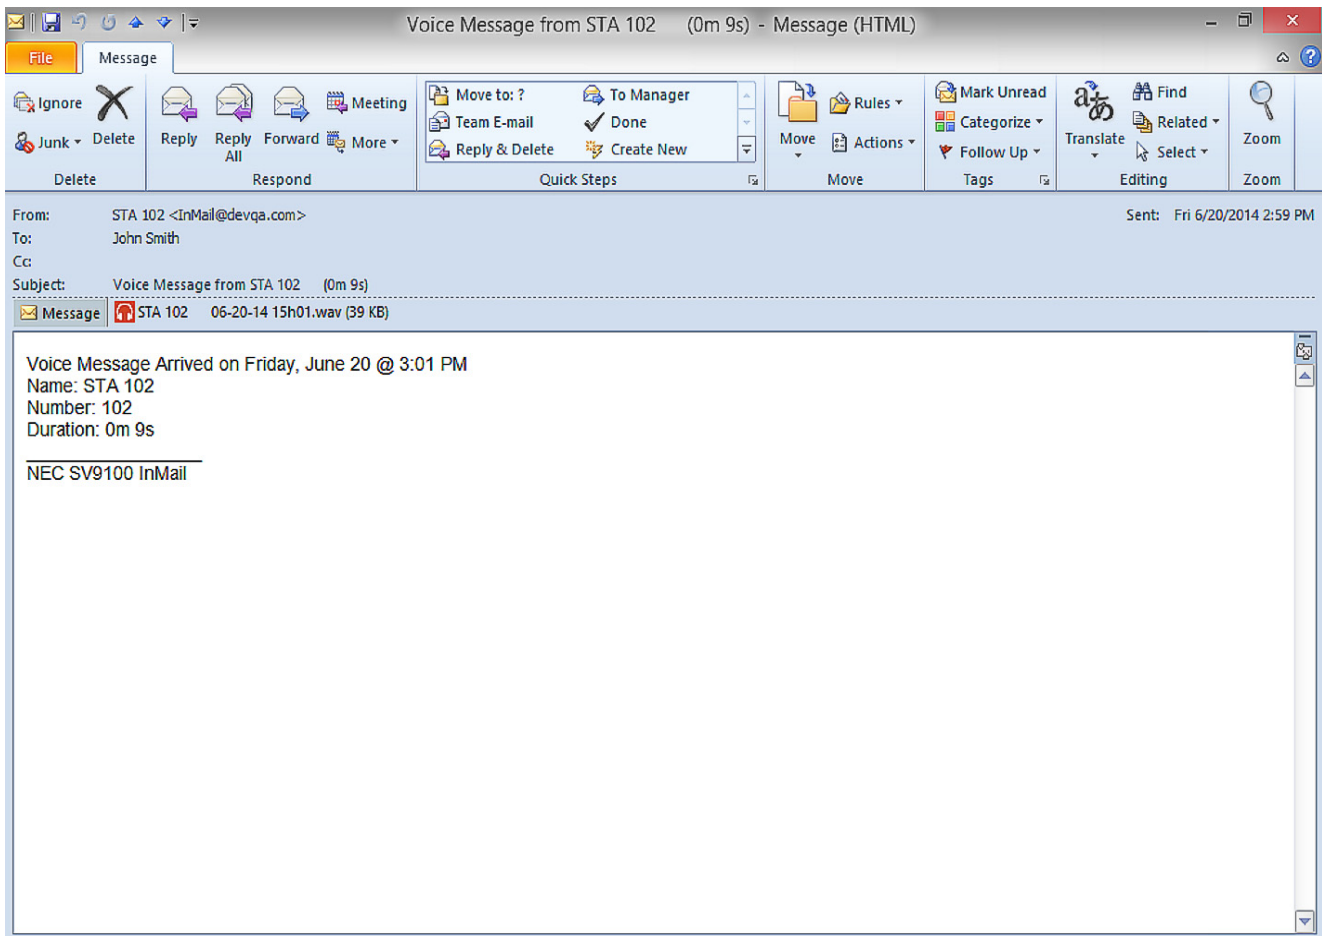 Voice Message from STA 102 (0m 9s) - Message (HTML)
File Message
Ignore
Junk
Delete
Delete
Reply
Reply All
Forward
Meeting
More
Respond
Move to: ?
Team E-mail
Reply & Delete
To Manager
Done
Create New
Quick Steps
Move
Rules
Actions
Move
Mark Unread
Categorize
Follow Up
Tags
Translate
Find
Related
Select
Editing
Zoom
Zoom
From: STA 102 <InMail@devqa.com> Sent: Fri 6/20/2014 2:59 PM
To: John Smith
Cc:
Subject: Voice Message from STA 102 (0m 9s)
Message STA 102 06-20-14 15h01.wav (39 KB)
Voice Message Arrived on Friday, June 20 @ 3:01 PM
Name: STA 102
Number: 102
Duration: 0m 9s
NEC SV9100 InMail